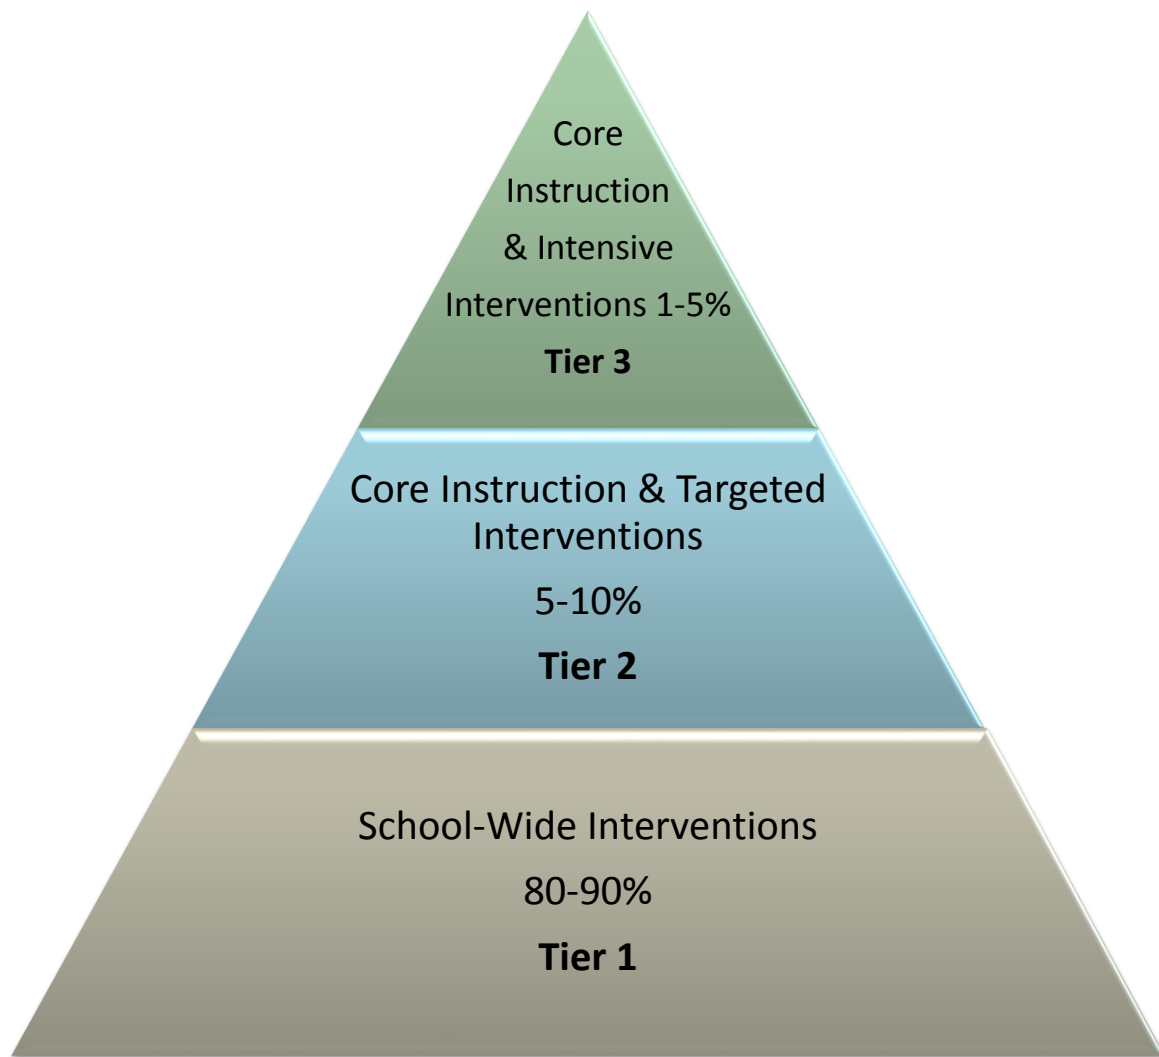 Core
Instruction
& Intensive
Interventions 1-5%
Tier 3
Core Instruction & Targeted
Interventions
5-10%
Tier 2
School-Wide Interventions
80-90%
Tier 1